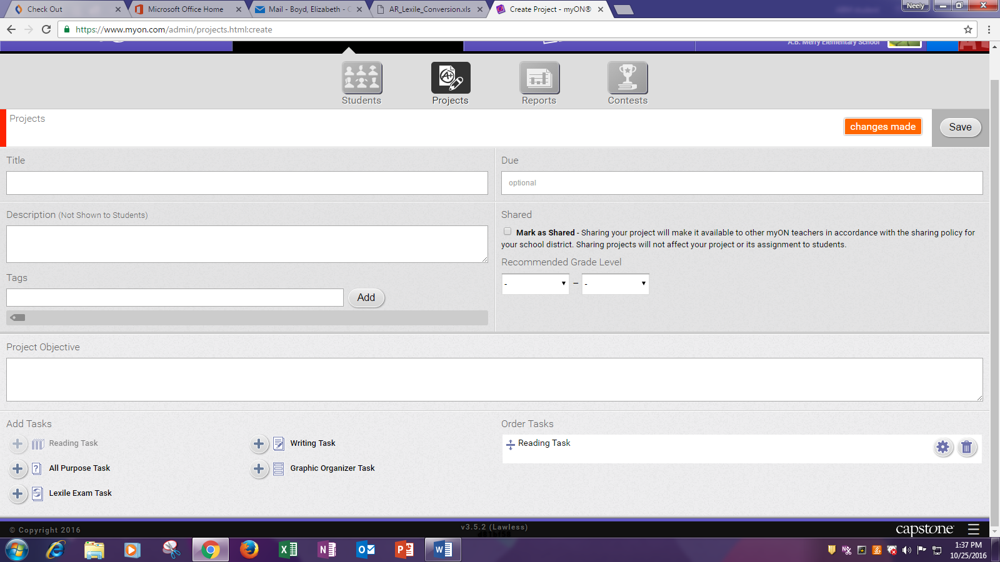 Check Out
Microsoft Office Home
Mail - Boyd, Elizabeth -
AR_Lexile_Conversion.xls
Create Project - myON®
Neely
https://www.myon.com/admin/projects.html:create
A.B. Merry Elementary School
Students
Projects
Reports
Contests
Projects
changes made
Save
Title
Due
optional
Description (Not Shown to Students)
Shared
Mark as Shared - Sharing your project will make it available to other myON teachers in accordance with the sharing policy for
your school district. Sharing projects will not affect your project or its assignment to students.
Recommended Grade Level
- – -
Tags
Add
Project Objective
Add Tasks
Reading Task
Writing Task
All Purpose Task
Graphic Organizer Task
Lexile Exam Task
Order Tasks
Reading Task
© Copyright 2016
v3.5.2 (Lawless)
capstone
1:37 PM
10/25/2016